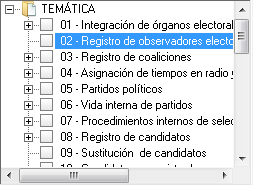 TEMÁTICA
01 - Integración de órganos electoral
02 - Registro de observadores electo
03 - Registro de coaliciones
04 - Asignación de tiempos en radio
05 - Partidos políticos
06 - Vida interna de partidos
07 - Procedimientos internos de selec
08 - Registro de candidatos
09 - Sustitución de candidatos